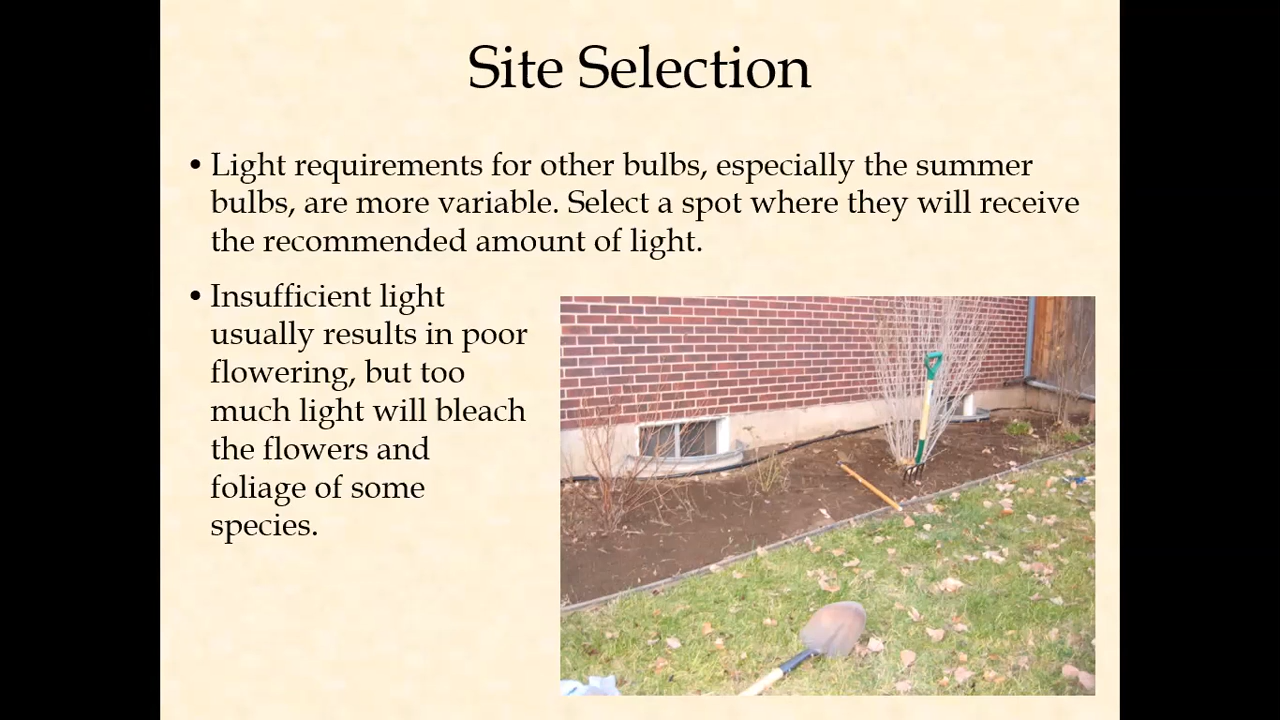 Site Selection
• Light requirements for other bulbs, especially the summer
bulbs, are more variable. Select a spot where they will receive
the recommended amount of light.
• Insufficient light
usually results in poor
flowering, but too
much light will bleach
the flowers and
foliage of some
species.